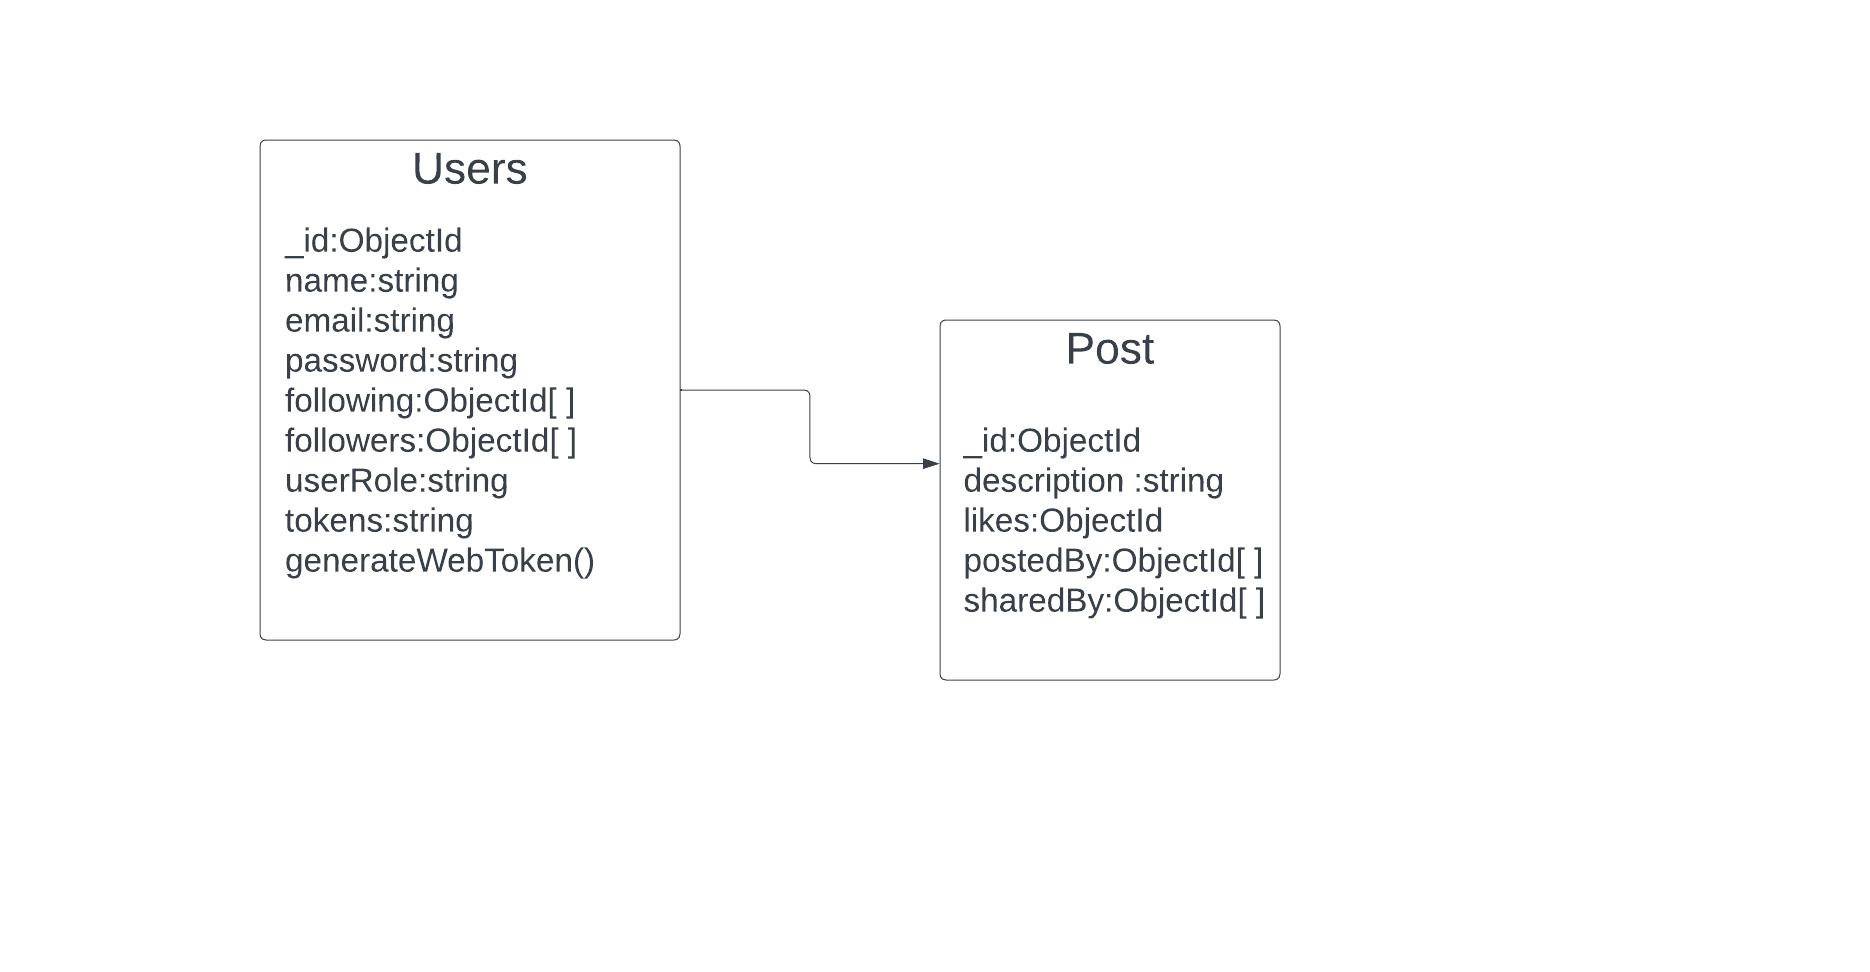 Users
_id:ObjectId
name:string
email:string
password:string
following:ObjectId[ ]
followers:ObjectId[ ]
userRole:string
tokens:string
generateWebToken()
Post
_id:ObjectId
description :string
likes:ObjectId
postedBy:ObjectId[ ]
sharedBy:ObjectId[ ]